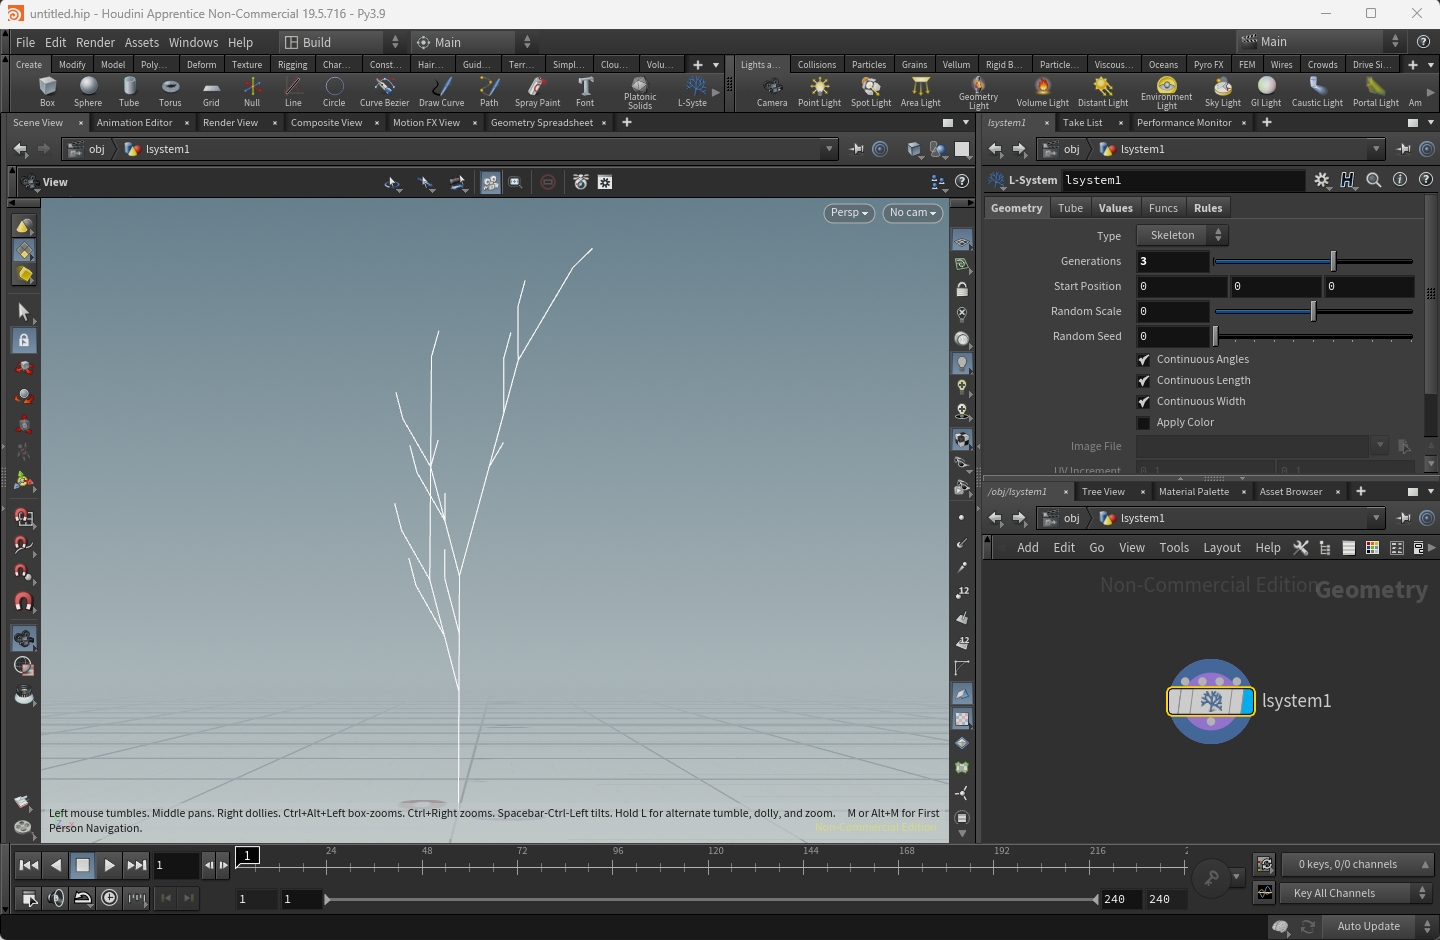 untitled.hip - Houdini Apprentice Non-Commercial 19.5.716 - Py3.9
File Edit Render Assets Windows Help Build Main Main
Create Modify Model Poly... Deform Texture Rigging Char... Const... Hair... Guid... Terr... Simpl... Clou... Volu...
Lights a... Collisions Particles Grains Vellum Rigid B... Particle... Viscous... Oceans Pyro FX FEM Wires Crowds Drive Si...
Box Sphere Tube Torus Grid Null Line Circle Curve Bezier Draw Curve Path Spray Paint Font Platonic Solids L-Syste
Camera Point Light Spot Light Area Light Geometry Light Volume Light Distant Light Environment Light Sky Light GI Light Caustic Light Portal Light Am
Scene View Animation Editor Render View Composite View Motion FX View Geometry Spreadsheet
obj lsystem1
View
Persp No cam
Left mouse tumbles. Middle pans. Right dollies. Ctrl+Alt+Left box-zooms. Ctrl+Right zooms. Spacebar-Ctrl-Left tilts. Hold L for alternate tumble, dolly, and zoom. M or Alt+M for First
Person Navigation.
Non-Commercial Edition
12
12
lsystem1 Take List Performance Monitor
obj lsystem1
L-System lsystem1
Geometry Tube Values Funcs Rules
Type Skeleton
Generations 3
Start Position 0 0 0
Random Scale 0
Random Seed 0
Continuous Angles
Continuous Length
Continuous Width
Apply Color
Image File
UV Increment 0.1 0.1
/obj/lsystem1 Tree View Material Palette Asset Browser
obj lsystem1
Add Edit Go View Tools Layout Help
Non-Commercial Edition Geometry
lsystem1
1 1 24 48 72 96 120 144 168 192 216 2
0 keys, 0/0 channels
1 1 240 240
Key All Channels
Auto Update